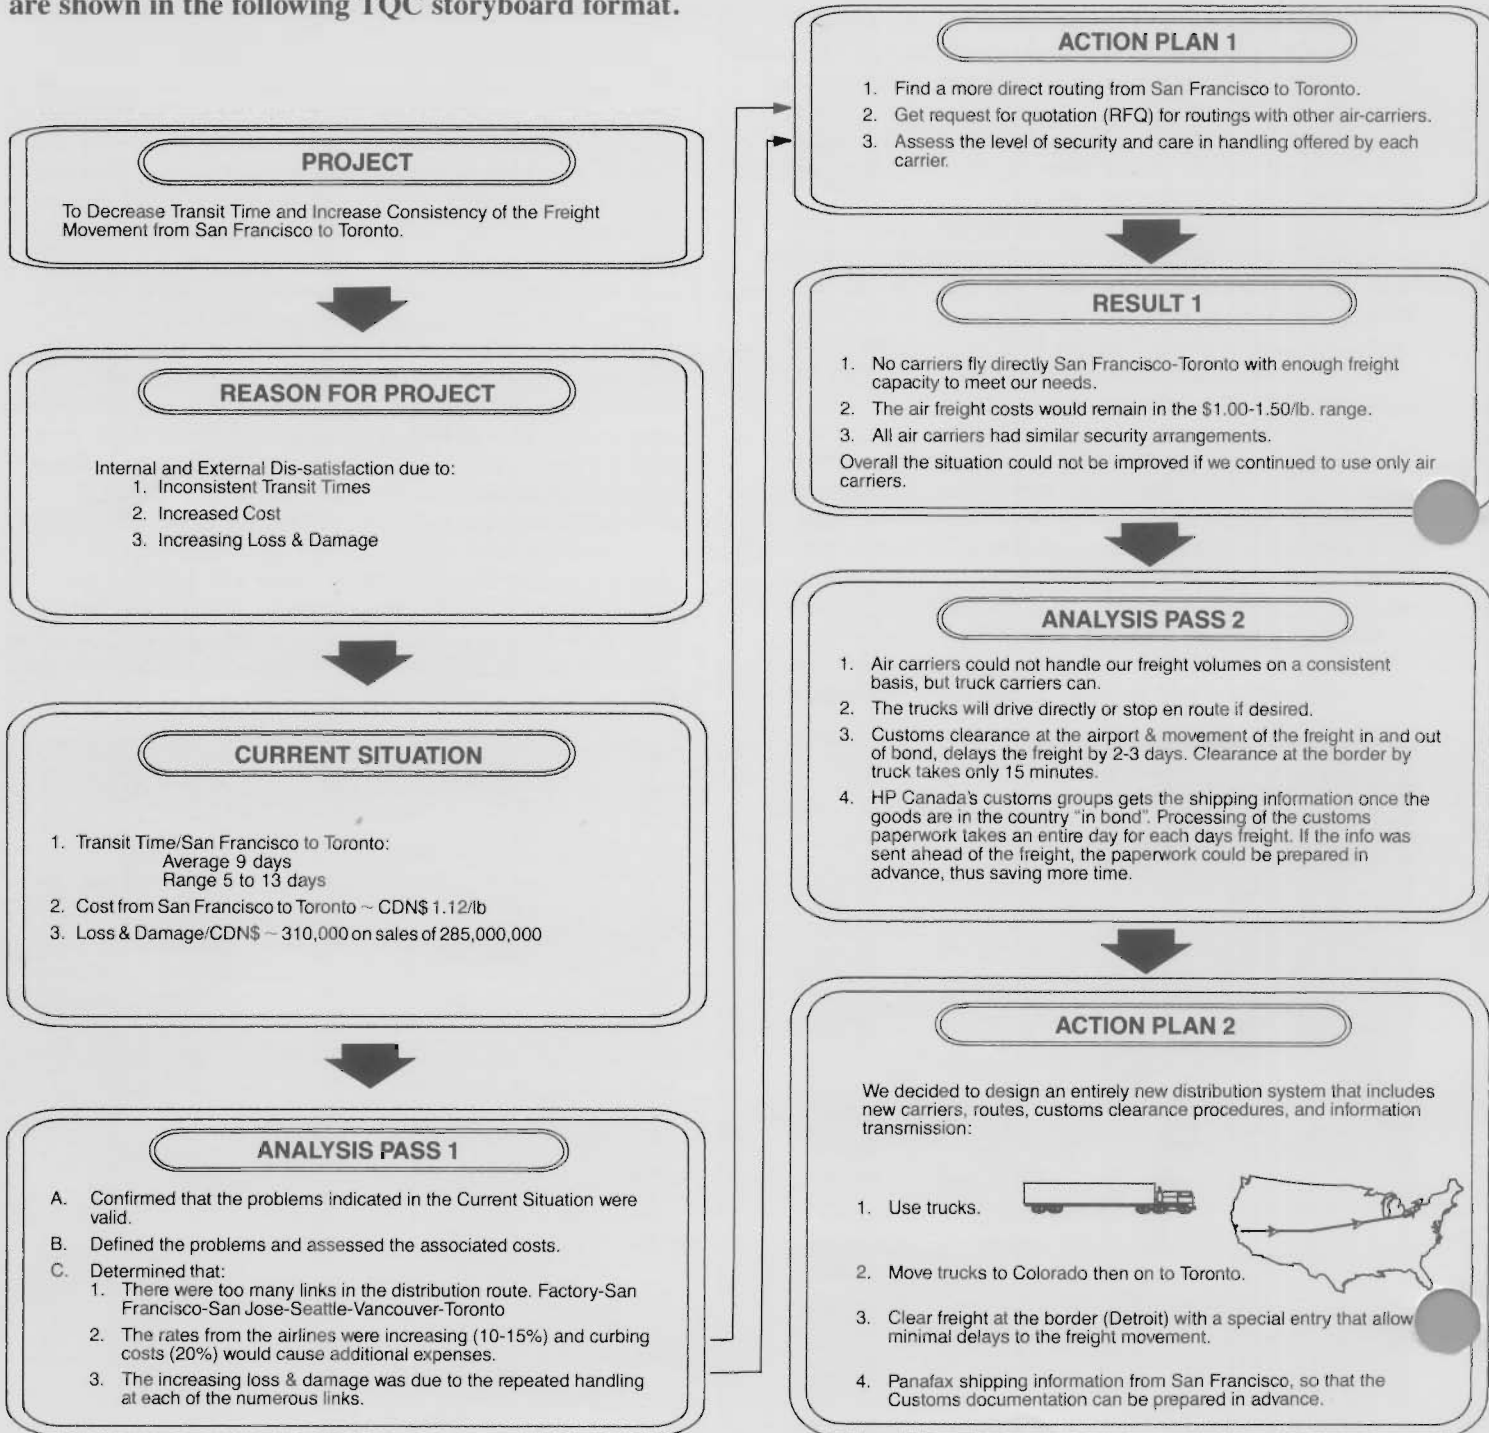 are shown in the following TQC storyboard format.
PROJECT
To Decrease Transit Time and Increase Consistency of the Freight
Movement from San Francisco to Toronto.
REASON FOR PROJECT
Internal and External Dis-satisfaction due to:
1. Inconsistent Transit Times
2. Increased Cost
3. Increasing Loss & Damage
CURRENT SITUATION
1. Transit Time/San Francisco to Toronto:
Average 9 days
Range 5 to 13 days
2. Cost from San Francisco to Toronto ~ CDN$ 1.12/lb
3. Loss & Damage/CDN$ ~ 310,000 on sales of 285,000,000
ANALYSIS PASS 1
A. Confirmed that the problems indicated in the Current Situation were
valid.
B. Defined the problems and assessed the associated costs.
C. Determined that:
1. There were too many links in the distribution route. Factory-San
Francisco-San Jose-Seattle-Vancouver-Toronto
2. The rates from the airlines were increasing (10-15%) and curbing
costs (20%) would cause additional expenses.
3. The increasing loss & damage was due to the repeated handling
at each of the numerous links.
ACTION PLAN 1
1. Find a more direct routing from San Francisco to Toronto.
2. Get request for quotation (RFQ) for routings with other air-carriers.
3. Assess the level of security and care in handling offered by each
carrier.
RESULT 1
1. No carriers fly directly San Francisco-Toronto with enough freight
capacity to meet our needs.
2. The air freight costs would remain in the $1.00-1.50/lb. range.
3. All air carriers had similar security arrangements.
Overall the situation could not be improved if we continued to use only air
carriers.
ANALYSIS PASS 2
1. Air carriers could not handle our freight volumes on a consistent
basis, but truck carriers can.
2. The trucks will drive directly or stop en route if desired.
3. Customs clearance at the airport & movement of the freight in and out
of bond, delays the freight by 2-3 days. Clearance at the border by
truck takes only 15 minutes.
4. HP Canada's customs groups gets the shipping information once the
goods are in the country "in bond". Processing of the customs
paperwork takes an entire day for each days freight. If the info was
sent ahead of the freight, the paperwork could be prepared in
advance, thus saving more time.
ACTION PLAN 2
We decided to design an entirely new distribution system that includes
new carriers, routes, customs clearance procedures, and information
transmission:
1. Use trucks.
2. Move trucks to Colorado then on to Toronto.
3. Clear freight at the border (Detroit) with a special entry that allow
minimal delays to the freight movement.
4. Panafax shipping information from San Francisco, so that the
Customs documentation can be prepared in advance.